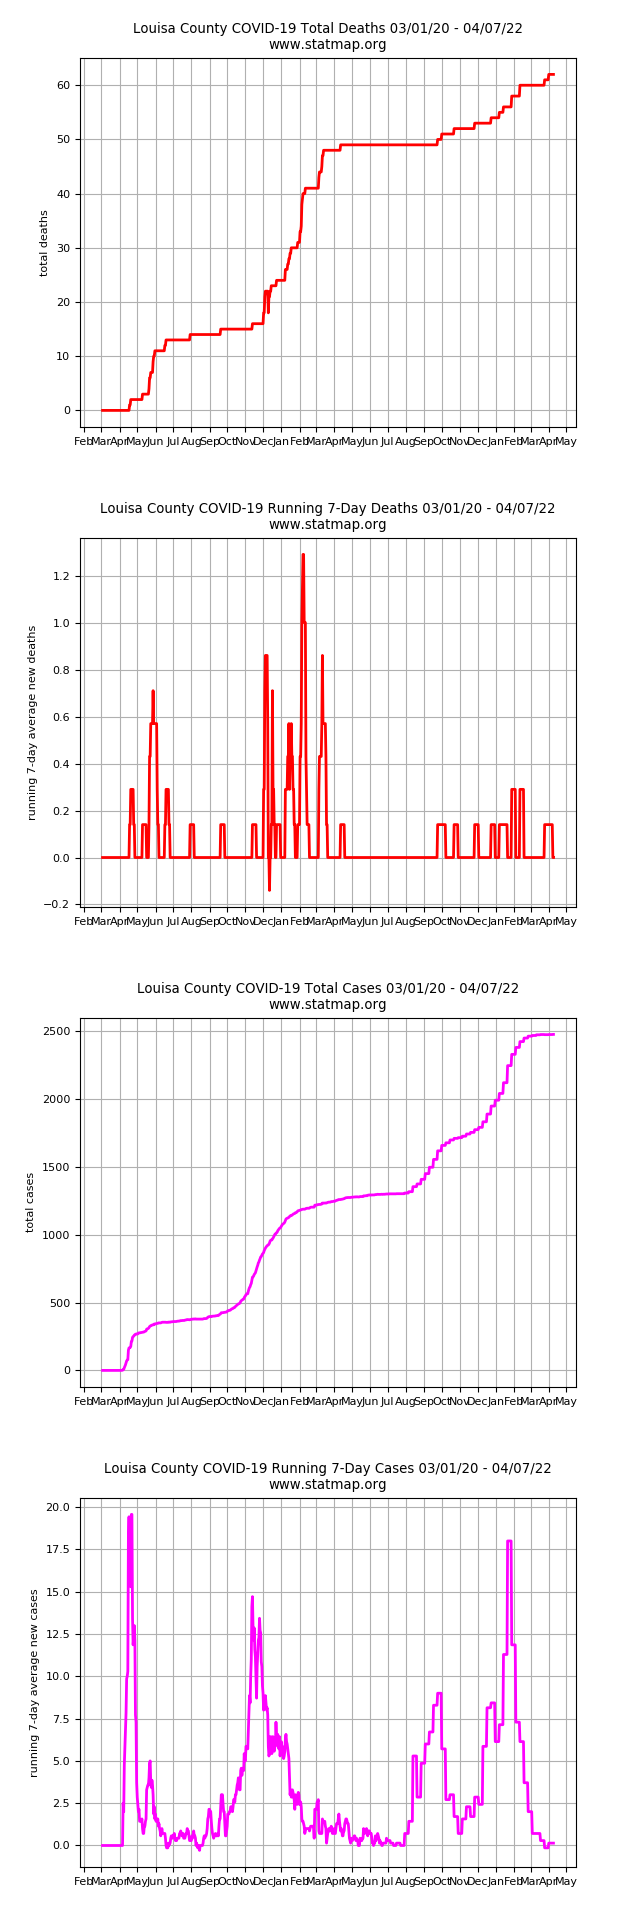 Louisa County COVID-19 Total Deaths 03/01/20 - 04/07/22
www.statmap.org
60
50
40
30
20
10
0
total deaths
Feb Mar Apr May Jun Jul Aug Sep Oct Nov Dec Jan Feb Mar Apr May Jun Jul Aug Sep Oct Nov Dec Jan Feb Mar Apr May
Louisa County COVID-19 Running 7-Day Deaths 03/01/20 - 04/07/22
www.statmap.org
1.2
1.0
0.8
0.6
0.4
0.2
0.0
−0.2
running 7-day average new deaths
Feb Mar Apr May Jun Jul Aug Sep Oct Nov Dec Jan Feb Mar Apr May Jun Jul Aug Sep Oct Nov Dec Jan Feb Mar Apr May
Louisa County COVID-19 Total Cases 03/01/20 - 04/07/22
www.statmap.org
2500
2000
1500
1000
500
0
total cases
Feb Mar Apr May Jun Jul Aug Sep Oct Nov Dec Jan Feb Mar Apr May Jun Jul Aug Sep Oct Nov Dec Jan Feb Mar Apr May
Louisa County COVID-19 Running 7-Day Cases 03/01/20 - 04/07/22
www.statmap.org
20.0
17.5
15.0
12.5
10.0
7.5
5.0
2.5
0.0
running 7-day average new cases
Feb Mar Apr May Jun Jul Aug Sep Oct Nov Dec Jan Feb Mar Apr May Jun Jul Aug Sep Oct Nov Dec Jan Feb Mar Apr May